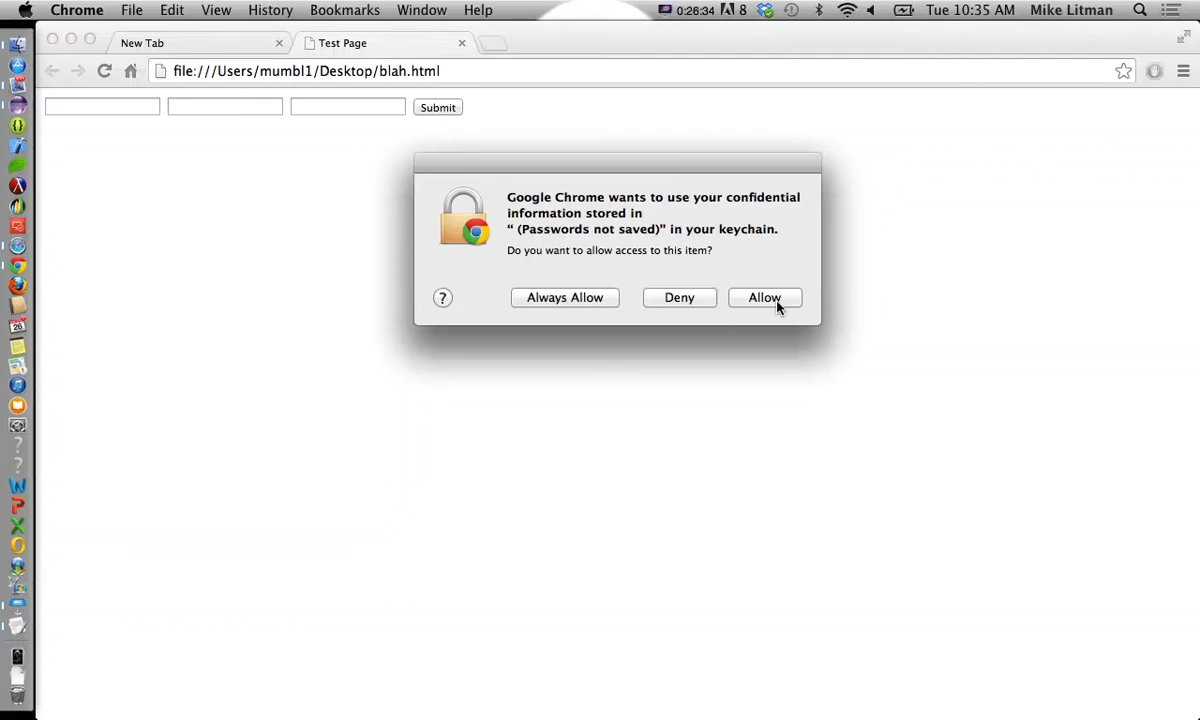 Chrome File Edit View History Bookmarks Window Help 0:26:34 8 Tue 10:35 AM Mike Litman
New Tab Test Page
file:///Users/mumbl1/Desktop/blah.html
Submit
Google Chrome wants to use your confidential
information stored in
“ (Passwords not saved)” in your keychain.
Do you want to allow access to this item?
? Always Allow Deny Allow